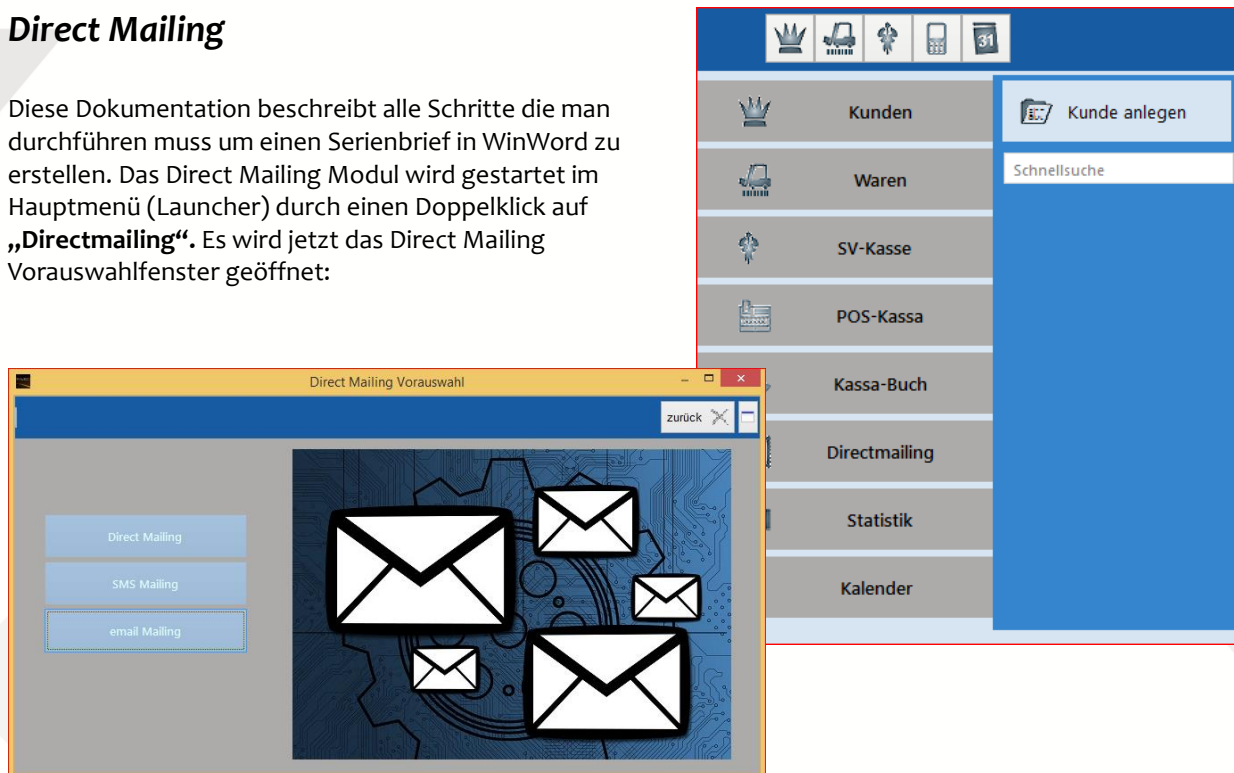 Direct Mailing
Diese Dokumentation beschreibt alle Schritte die man
durchführen muss um einen Serienbrief in WinWord zu
erstellen. Das Direct Mailing Modul wird gestartet im
Hauptmenü (Launcher) durch einen Doppelklick auf
„Directmailing“. Es wird jetzt das Direct Mailing
Vorauswahlfenster geöffnet:
31
Kunden
Waren
SV-Kasse
POS-Kassa
Kassa-Buch
Directmailing
Statistik
Kalender
Kunde anlegen
Schnellsuche
Direct Mailing Vorauswahl
zurück
Direct Mailing
SMS Mailing
email Mailing